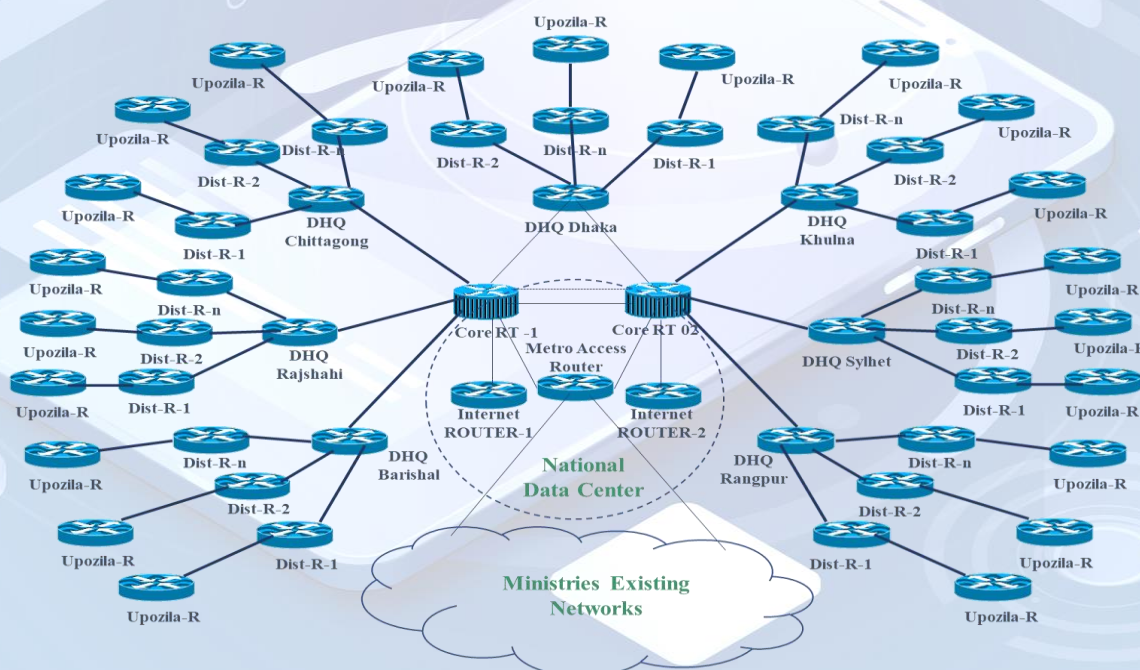 Upozila-R
Upozila-R
Upozila-R
Upozila-R
Upozila-R
Upozila-R
Dist-R-n
Dist-R-2
Dist-R-n
Dist-R-1
Dist-R-n
Upozila-R
Dist-R-2
Dist-R-2
Upozila-R
DHQ
Chittagong
DHQ Dhaka
DHQ
Khulna
Upozila-R
Dist-R-1
Dist-R-1
Upozila-R
Dist-R-n
Dist-R-n
Upozila-R
Core RT -1
Core RT 02
Upozila-R
Dist-R-2
DHQ
Rajshahi
Metro Access
Router
DHQ Sylhet
Dist-R-2
Upozila-R
Upozila-R
Dist-R-1
Internet
ROUTER-1
Internet
ROUTER-2
Dist-R-1
Upozila-R
Dist-R-n
DHQ
Barishal
National
Data Center
DHQ
Rangpur
Dist-R-n
Upozila-R
Upozila-R
Dist-R-2
Dist-R-2
Upozila-R
Dist-R-1
Dist-R-1
Upozila-R
Upozila-R
Ministries Existing
Networks
Upozila-R